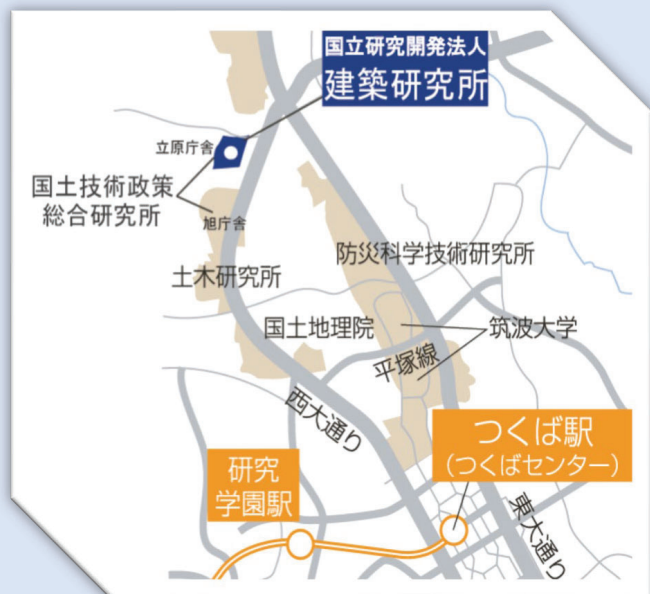 国立研究開発法人
建築研究所
立原庁舎
国土技術政策
総合研究所
旭庁舎
土木研究所
防災科学技術研究所
国土地理院
筑波大学
平塚線
西大通り
つくば駅
(つくばセンター)
研究
学園駅
東大通り